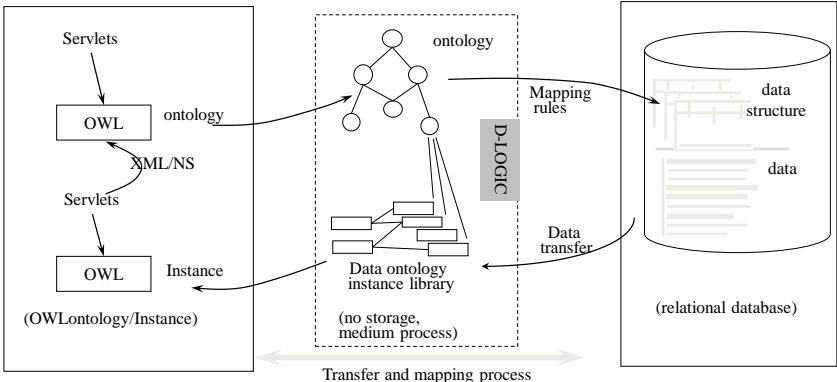 Servlets
OWL
ontology
XML/NS
Servlets
OWL
Instance
(OWLontology/Instance)
ontology
D-LOGIC
Data ontology
instance library
(no storage,
medium process)
Mapping
rules
Data
transfer
data
structure
data
(relational database)
Transfer and mapping process